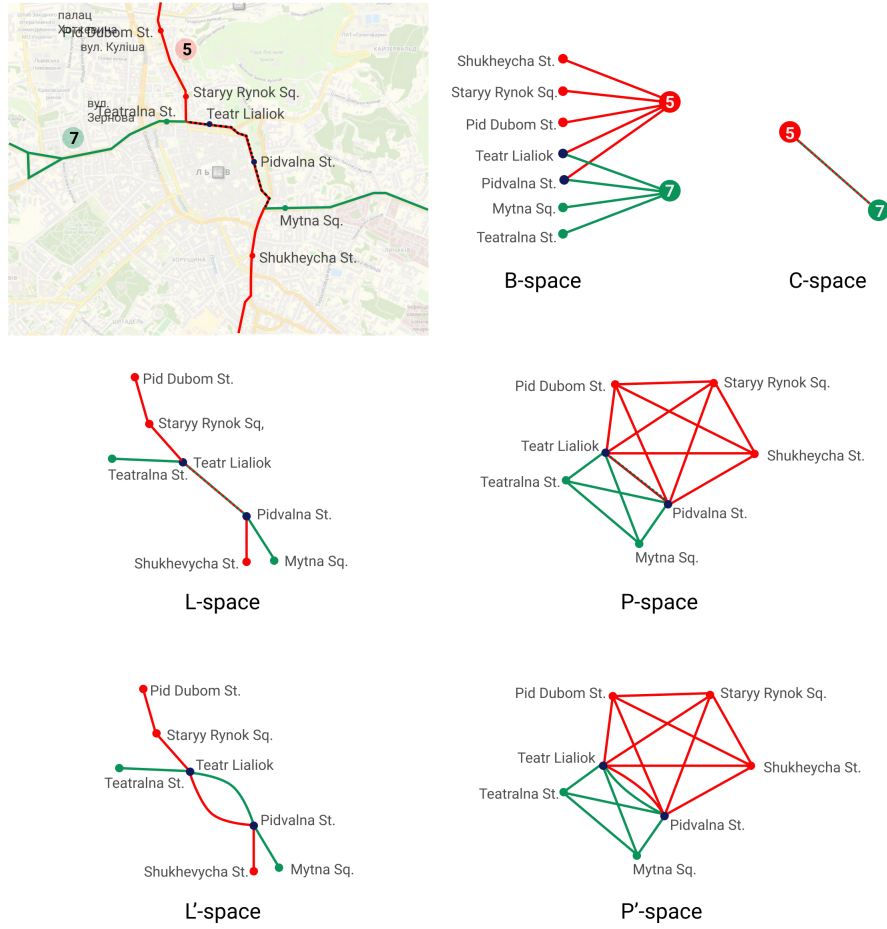 палац
Pid Dubom St.
вул. Куліша
5
Staryy Rynok Sq.
вул.
Зернова
Teatralna St.
Teatr Lialiok
7
Pidvalna St.
ЛЬВІВ
Mytna Sq.
Shukheycha St.
Shukheycha St.
Staryy Rynok Sq.
Pid Dubom St.
Teatr Lialiok
Pidvalna St.
Mytna Sq.
Teatralna St.
5
7
B-space
5
7
C-space
Pid Dubom St.
Staryy Rynok Sq,
Teatr Lialiok
Teatralna St.
Pidvalna St.
Shukhevycha St.
Mytna Sq.
L-space
Pid Dubom St.
Staryy Rynok Sq.
Teatr Lialiok
Shukheycha St.
Teatralna St.
Pidvalna St.
Mytna Sq.
P-space
Pid Dubom St.
Staryy Rynok Sq.
Teatr Lialiok
Teatralna St.
Pidvalna St.
Shukhevycha St.
Mytna Sq.
L’-space
Pid Dubom St.
Staryy Rynok Sq.
Teatr Lialiok
Shukheycha St.
Teatralna St.
Pidvalna St.
Mytna Sq.
P’-space